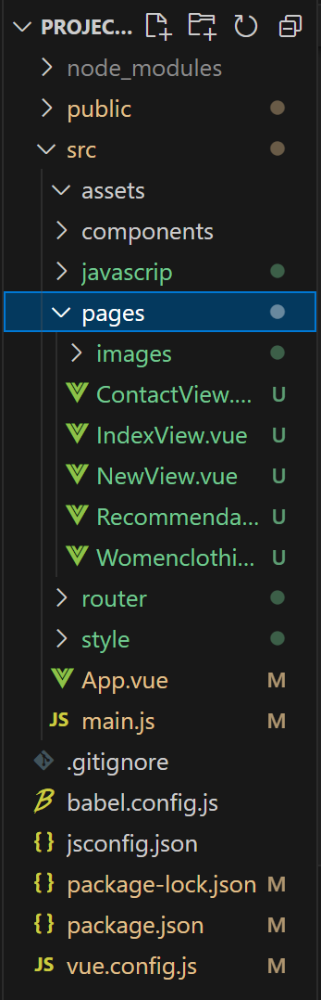 PROJEC...
node_modules
public
src
assets
components
javascrip
pages
images
ContactView....
IndexView.vue U
NewView.vue U
Recommenda... U
Womenclothi... U
router
style
App.vue M
JS main.js M
.gitignore
babel.config.js
{} jsconfig.json
{} package-lock.json M
{} package.json M
JS vue.config.js M